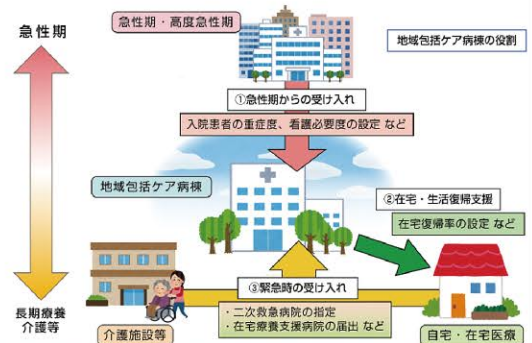 急性期
急性期・高度急性期
地域包括ケア病棟の役割
①急性期からの受け入れ
入院患者の重症度、看護必要度の設定 など
地域包括ケア病棟
②在宅・生活復帰支援
在宅復帰率の設定 など
③緊急時の受け入れ
・二次救急病院の指定
・在宅療養支援病院の届出 など
長期療養
介護等
介護施設等
自宅・在宅医療